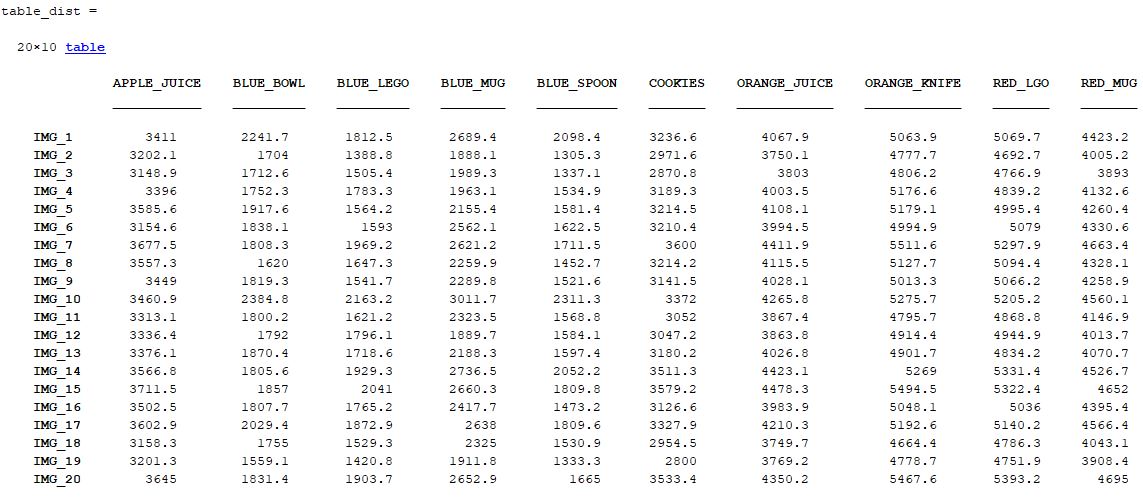 table_dist =
20×10 table
APPLE_JUICE BLUE_BOWL BLUE_LEGO BLUE_MUG BLUE_SPOON COOKIES ORANGE_JUICE ORANGE_KNIFE RED_LGO RED_MUG
IMG_1 3411 2241.7 1812.5 2689.4 2098.4 3236.6 4067.9 5063.9 5069.7 4423.2
IMG_2 3202.1 1704 1388.8 1888.1 1305.3 2971.6 3750.1 4777.7 4692.7 4005.2
IMG_3 3148.9 1712.6 1505.4 1989.3 1337.1 2870.8 3803 4806.2 4766.9 3893
IMG_4 3396 1752.3 1783.3 1963.1 1534.9 3189.3 4003.5 5176.6 4839.2 4132.6
IMG_5 3585.6 1917.6 1564.2 2155.4 1581.4 3214.5 4108.1 5179.1 4995.4 4260.4
IMG_6 3154.6 1838.1 1593 2562.1 1622.5 3210.4 3994.5 4994.9 5079 4330.6
IMG_7 3677.5 1808.3 1969.2 2621.2 1711.5 3600 4411.9 5511.6 5297.9 4663.4
IMG_8 3557.3 1620 1647.3 2259.9 1452.7 3214.2 4115.5 5127.7 5094.4 4328.1
IMG_9 3449 1819.3 1541.7 2289.8 1521.6 3141.5 4028.1 5013.3 5066.2 4258.9
IMG_10 3460.9 2384.8 2163.2 3011.7 2311.3 3372 4265.8 5275.7 5205.2 4560.1
IMG_11 3313.1 1800.2 1621.2 2323.5 1568.8 3052 3867.4 4795.7 4868.8 4146.9
IMG_12 3336.4 1792 1796.1 1889.7 1584.1 3047.2 3863.8 4914.4 4944.9 4013.7
IMG_13 3376.1 1870.4 1718.6 2188.3 1597.4 3180.2 4026.8 4901.7 4834.2 4070.7
IMG_14 3566.8 1805.6 1929.3 2736.5 2052.2 3511.3 4423.1 5269 5331.4 4526.7
IMG_15 3711.5 1857 2041 2660.3 1809.8 3579.2 4478.3 5494.5 5322.4 4652
IMG_16 3502.5 1807.7 1765.2 2417.7 1473.2 3126.6 3983.9 5048.1 5036 4395.4
IMG_17 3602.9 2029.4 1872.9 2638 1809.6 3327.9 4210.3 5192.6 5140.2 4566.4
IMG_18 3158.3 1755 1529.3 2325 1530.9 2954.5 3749.7 4664.4 4786.3 4043.1
IMG_19 3201.3 1559.1 1420.8 1911.8 1333.3 2800 3769.2 4778.7 4751.9 3908.4
IMG_20 3645 1831.4 1903.7 2652.9 1665 3533.4 4350.2 5467.6 5393.2 4695